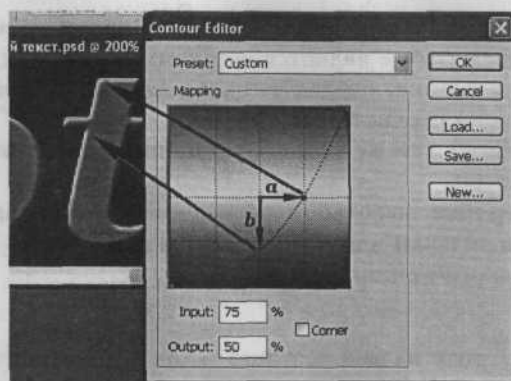 Contour Editor
й текст.psd @ 200%
Preset: Custom
OK
Mapping
Cancel
Load...
Save...
New...
a
b
t
Input: 75 %
Corner
Output: 50 %